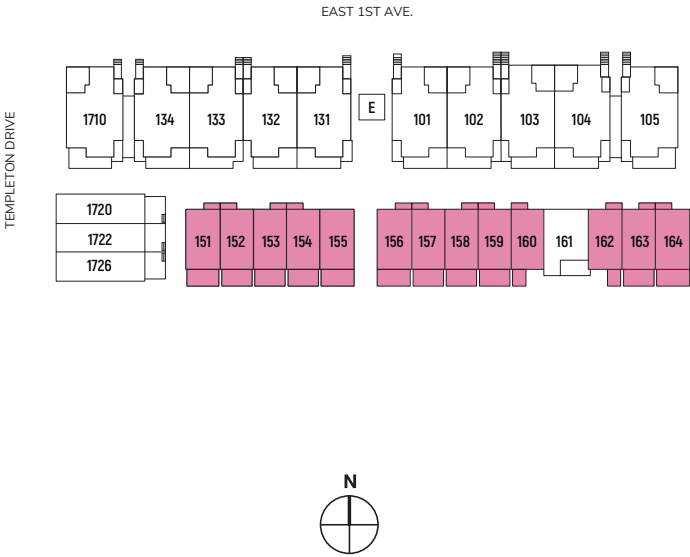 EAST 1ST AVE.
TEMPLETON DRIVE
1710 134 133 132 131 E 101 102 103 104 105
1720
1722
1726
151 152 153 154 155 156 157 158 159 160 161 162 163 164
N